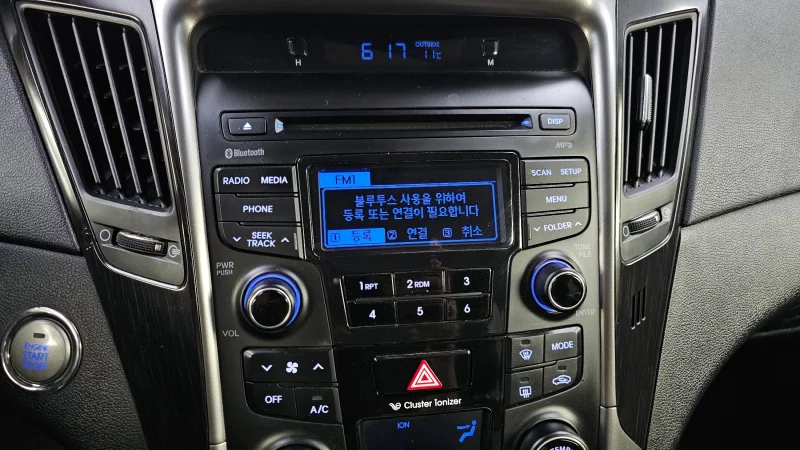 6:17 OUTSIDE 11°C
H
M
DISP
Bluetooth
MP3
RADIO MEDIA
PHONE
SEEK
TRACK
FM1
블루투스 사용을 위하여
등록 또는 연결이 필요합니다
① 등록 ② 연결 ⑤ 취소
SCAN SETUP
MENU
FOLDER
PWR
PUSH
VOL
1 RPT 2 RDM 3
4 5 6
TUNE
FILE
ENTER
ENGINE
START
STOP
OFF
A/C
MODE
Cluster Ionizer
ION
TEMP